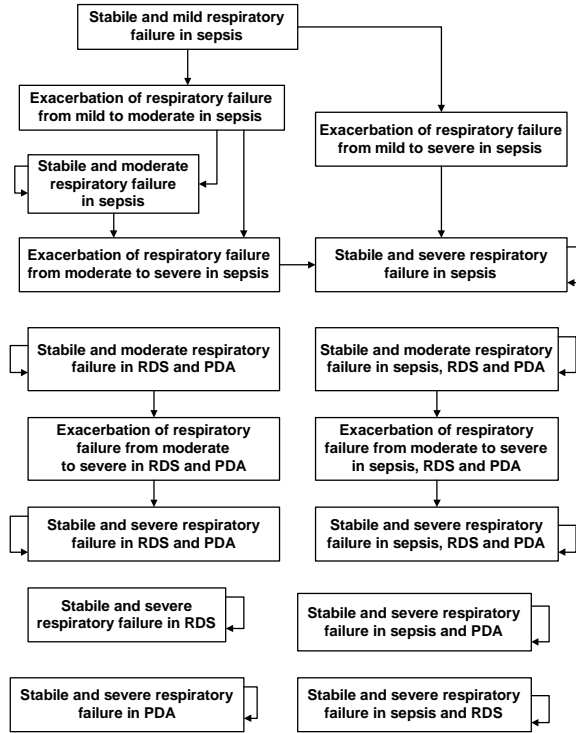 Stabile and mild respiratory
failure in sepsis
Exacerbation of respiratory failure
from mild to moderate in sepsis
Exacerbation of respiratory failure
from mild to severe in sepsis
Stabile and moderate
respiratory failure
in sepsis
Exacerbation of respiratory failure
from moderate to severe in sepsis
Stabile and severe respiratory
failure in sepsis
Stabile and moderate respiratory
failure in RDS and PDA
Stabile and moderate respiratory
failure in sepsis, RDS and PDA
Exacerbation of respiratory
failure from moderate
to severe in RDS and PDA
Exacerbation of respiratory
failure from moderate to severe
in sepsis, RDS and PDA
Stabile and severe respiratory
failure in RDS and PDA
Stabile and severe respiratory
failure in sepsis, RDS and PDA
Stabile and severe
respiratory failure in RDS
Stabile and severe respiratory
failure in sepsis and PDA
Stabile and severe respiratory
failure in PDA
Stabile and severe respiratory
failure in sepsis and RDS